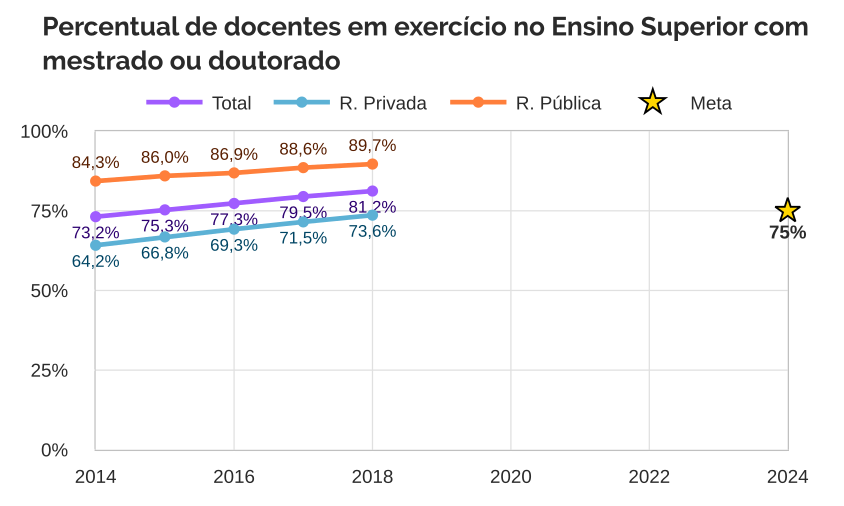 Percentual de docentes em exercício no Ensino Superior com
mestrado ou doutorado
Total R. Privada R. Pública Meta
100%
84,3% 86,0% 86,9% 88,6% 89,7%
75%
73,2% 75,3% 77,3% 79,5% 81,2%
64,2% 66,8% 69,3% 71,5% 73,6%
75%
50%
25%
0%
2014 2016 2018 2020 2022 2024